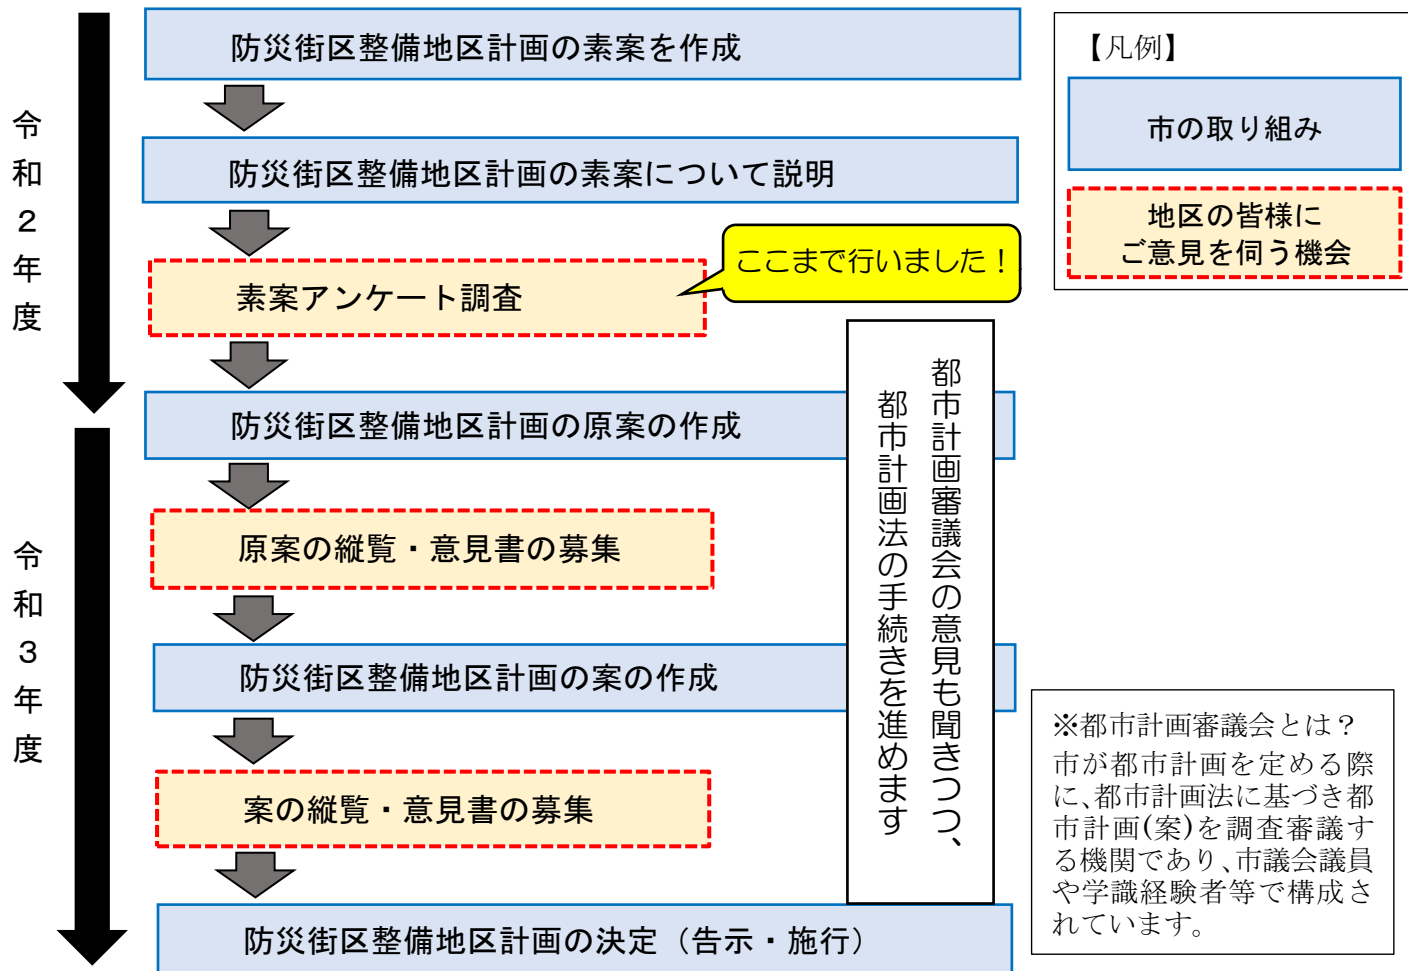 令和２年度
防災街区整備地区計画の素案を作成
防災街区整備地区計画の素案について説明
素案アンケート調査
ここまで行いました！
令和３年度
防災街区整備地区計画の原案の作成
原案の縦覧・意見書の募集
防災街区整備地区計画の案の作成
案の縦覧・意見書の募集
防災街区整備地区計画の決定（告示・施行）
都市計画審議会の意見も聞きつつ、
都市計画法の手続きを進めます
【凡例】
市の取り組み
地区の皆様に
ご意見を伺う機会
※都市計画審議会とは？
市が都市計画を定める際
に、都市計画法に基づき都
市計画(案)を調査審議す
る機関であり、市議会議員
や学識経験者等で構成さ
れています。